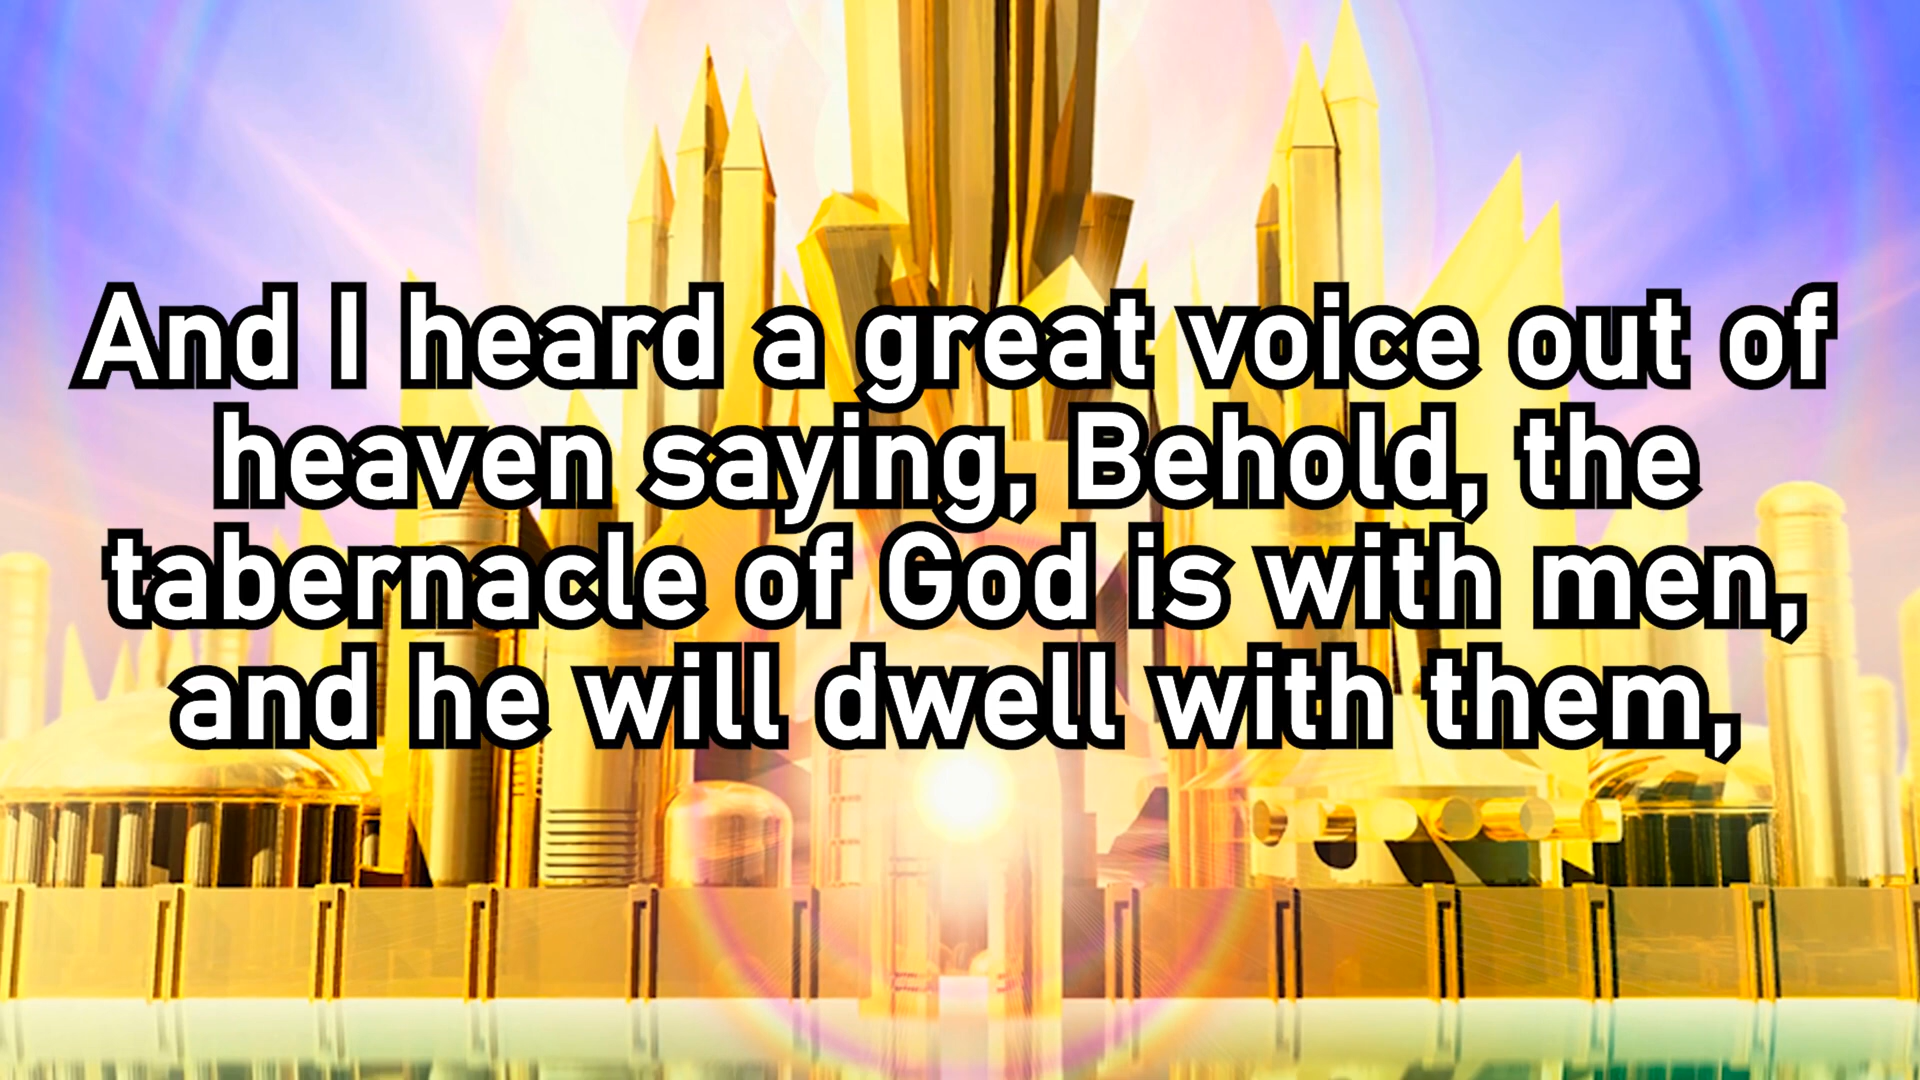 And I heard a great voice out of
heaven saying, Behold, the
tabernacle of God is with men,
and he will dwell with them,